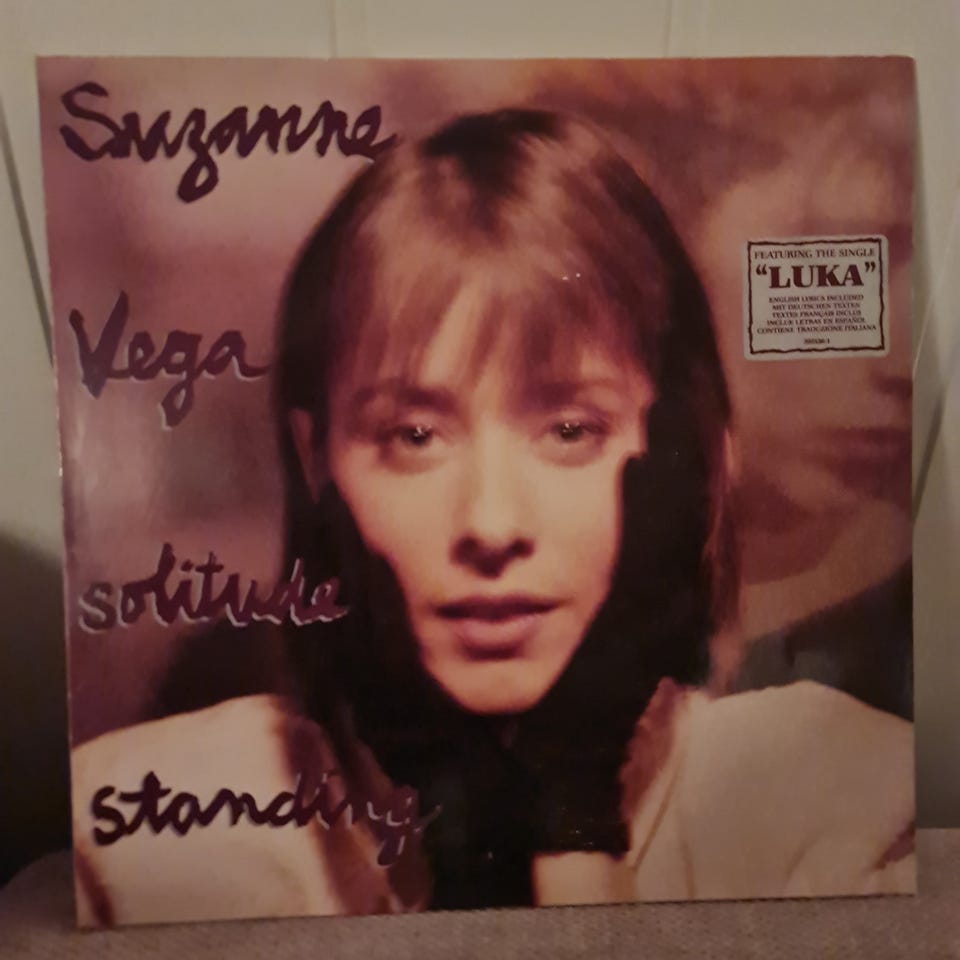 Suzanne
Vega
solitude
standing
FEATURING THE SINGLE
“LUKA”
ENGLISH LYRICS INCLUDED
MIT DEUTSCHEN TEXTEN
TEXTES FRANÇAIS INCLUS
INCLUE LETRAS EN ESPAÑOL
CONTIENE TRADUZIONE ITALIANA